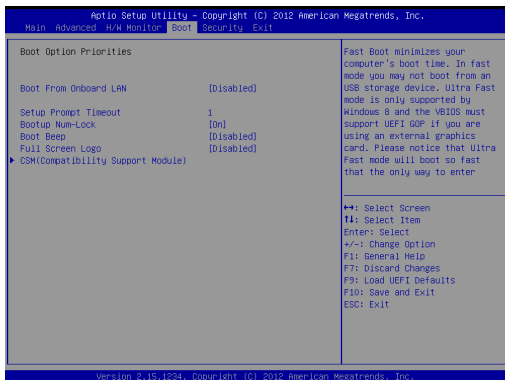 Aptio Setup Utility - Copyright (C) 2012 American Megatrends, Inc.
Main Advanced H/W Monitor Boot Security Exit
Boot Option Priorities
Boot From Onboard LAN [Disabled]
Setup Prompt Timeout 1
Bootup Num-Lock [On]
Boot Beep [Disabled]
Full Screen Logo [Disabled]
CSM(Compatibility Support Module)
Fast Boot minimizes your
computer's boot time. In fast
mode you may not boot from an
USB storage device. Ultra Fast
mode is only supported by
Windows 8 and the VBIOS must
support UEFI GOP if you are
using an external graphics
card. Please notice that Ultra
Fast mode will boot so fast
that the only way to enter
↔: Select Screen
↑↓: Select Item
Enter: Select
+/-: Change Option
F1: General Help
F7: Discard Changes
F9: Load UEFI Defaults
F10: Save and Exit
ESC: Exit
Version 2.15.1234. Copyright (C) 2012 American Megatrends, Inc.